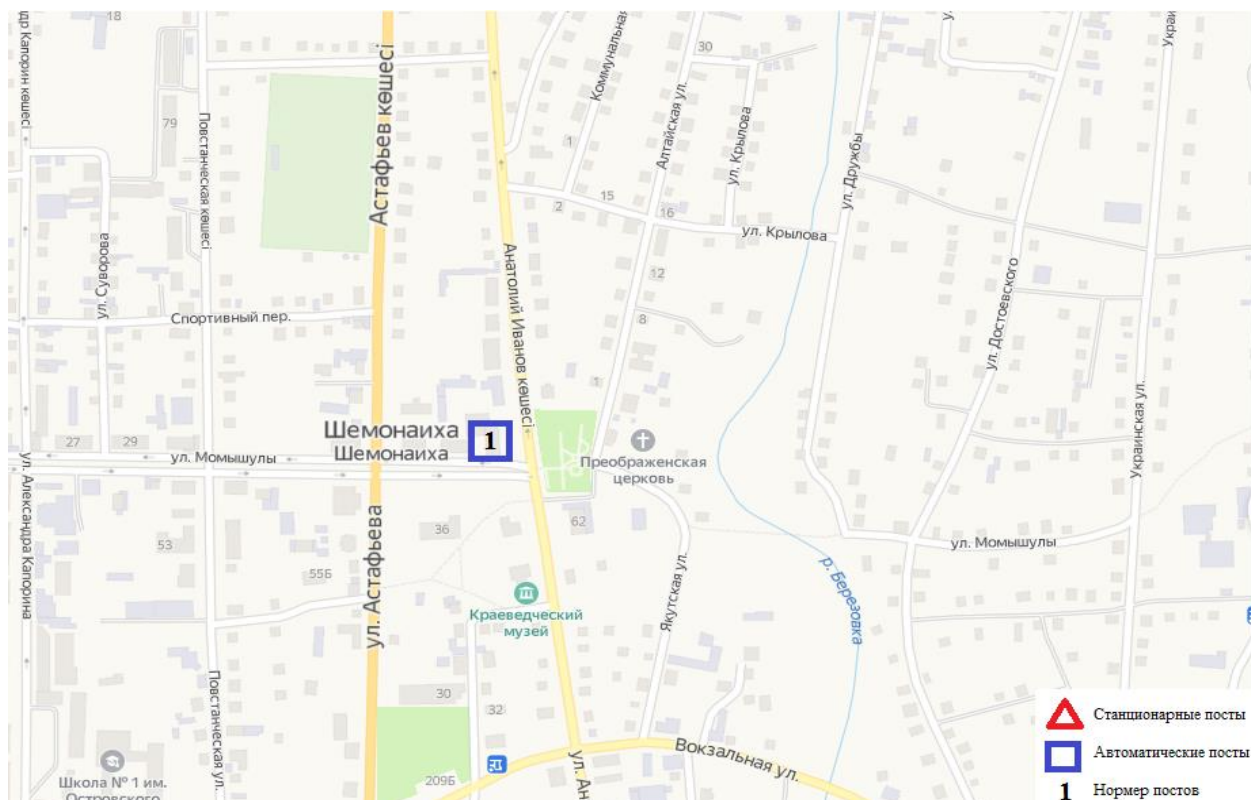 18
др Капорин көшесі
79
Повстанческая көшесі
Астафьев көшесі
Коммунальная
30
Алтайская ул.
ул. Крылова
1
2
15
16
ул. Крылова
ул. Дружбы
ул. Достоевского
Украи
ул. Суворова
Спортивный пер.
Анатолий Иванов көшесі
12
8
1
Украинская ул.
Шемонаиха
Шемонаиха
1
27
29
ул. Момышулы
Преображенская
церковь
ул. Александра Капорина
53
55Б
36
62
ул. Астафьева
Краеведческий
музей
Якутская ул.
р. Березовка
ул. Момышулы
Повстанческая ул.
30
32
209Б
Школа № 1 им.
Островского
ул. Ан
Вокзальная ул.
Станционарные посты
Автоматические посты
1 Нормер постов